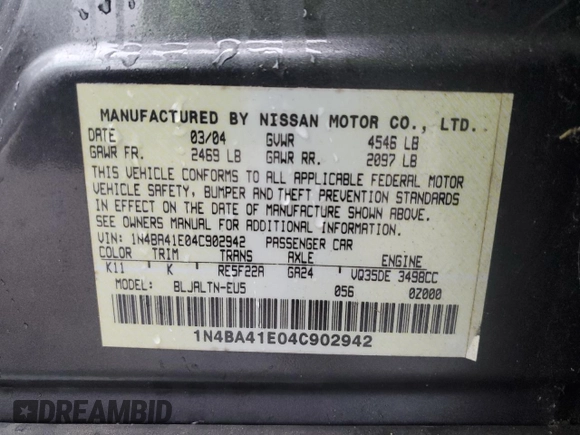 MANUFACTURED BY NISSAN MOTOR CO., LTD.
DATE 03/04 GVWR 4546 LB
GAWR FR. 2469 LB GAWR RR. 2097 LB
THIS VEHICLE CONFORMS TO ALL APPLICABLE FEDERAL MOTOR
VEHICLE SAFETY, BUMPER AND THEFT PREVENTION STANDARDS
IN EFFECT ON THE DATE OF MANUFACTURE SHOWN ABOVE.
SEE OWNERS MANUAL FOR ADDITIONAL INFORMATION.
VIN: 1N4BA41E04C902942 PASSENGER CAR
COLOR TRIM TRANS AXLE ENGINE
K11 K RE5F22A GA24 VQ35DE 3498CC
MODEL: BLJALTN-EU5 056 0Z000
1N4BA41E04C902942
DREAMBID